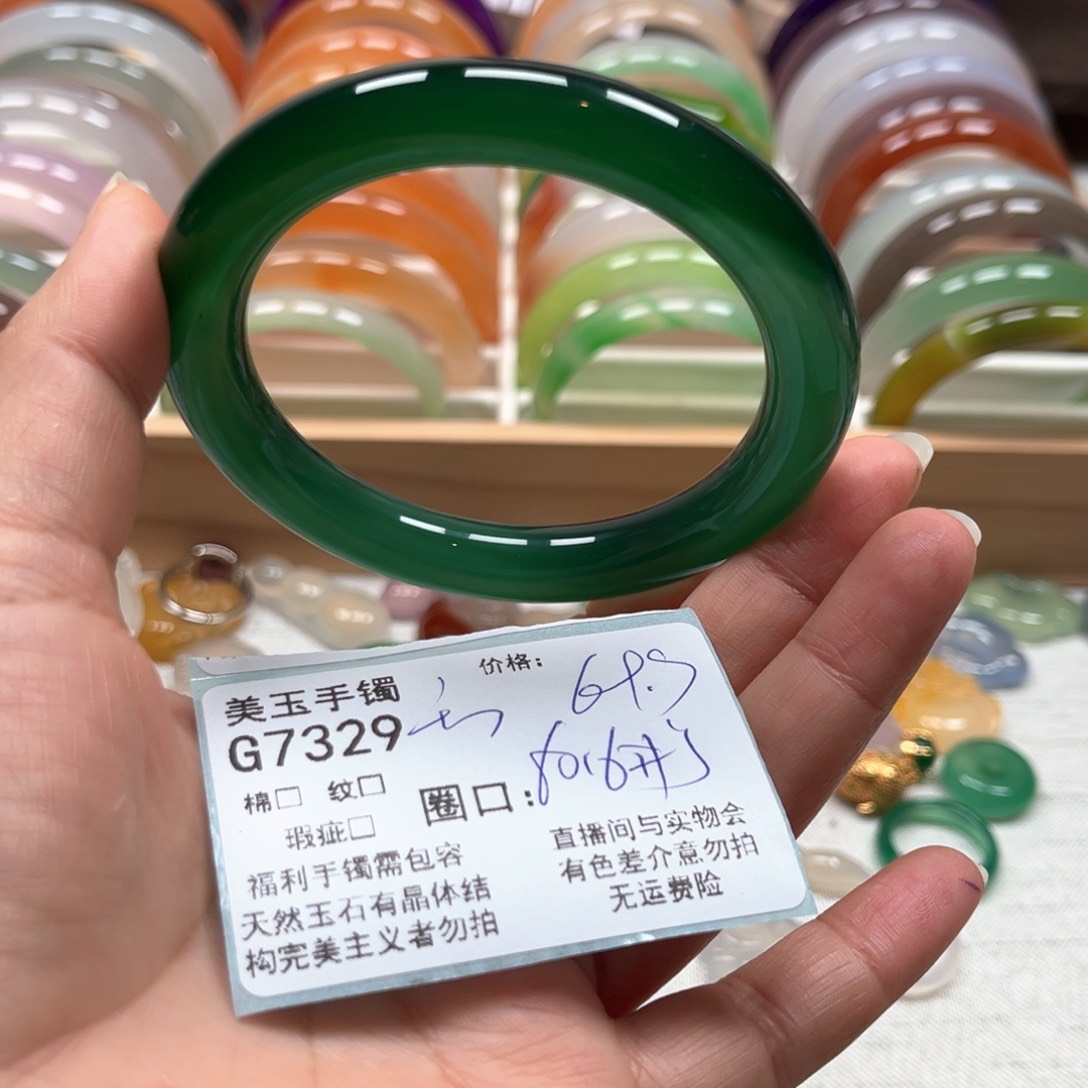 美玉手镯
价格:
G7329
棉□ 纹□
圈口:
瑕疵□
福利手镯需包容
天然玉石有晶体结
构完美主义者勿拍
直播间与实物会
有色差介意勿拍
无运费险